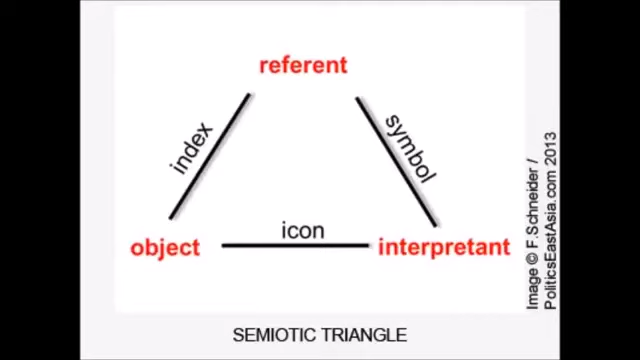 referent
index
symbol
object
icon
interpretant
Image © F.Schneider /
PoliticsEastAsia.com 2013
SEMIOTIC TRIANGLE